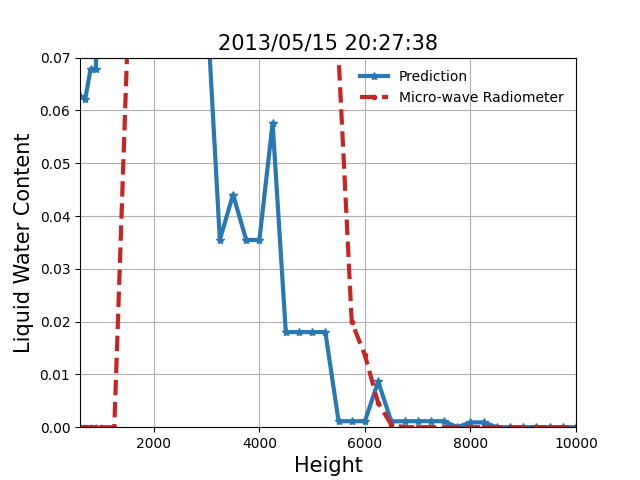 2013/05/15 20:27:38
Prediction
Micro-wave Radiometer
0.07
0.06
0.05
0.04
0.03
0.02
0.01
0.00
Liquid Water Content
2000 4000 6000 8000 10000
Height